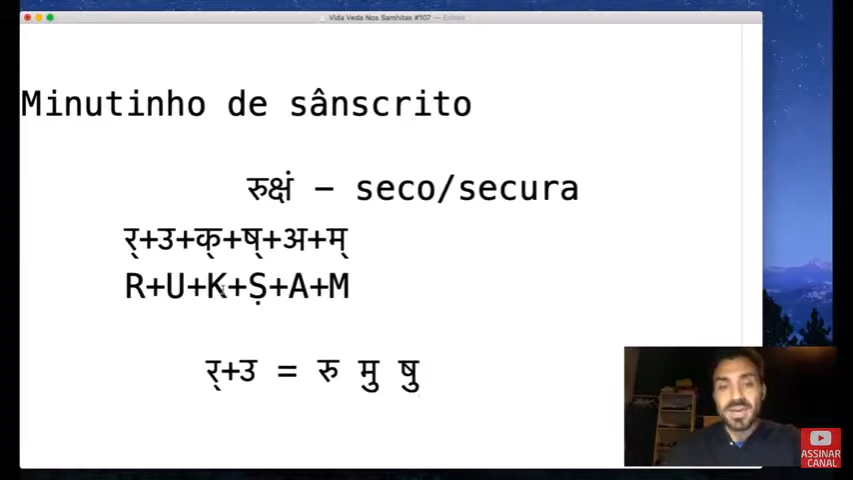 Vida Veda Nos Samhitas #107 — Edited
Minutinho de sânscrito
रुक्षं – seco/secura
र्+उ+क्+ष्+अ+म्
R+U+K+Ṣ+A+M
र्+उ = रु मु षु
ASSINAR
CANAL